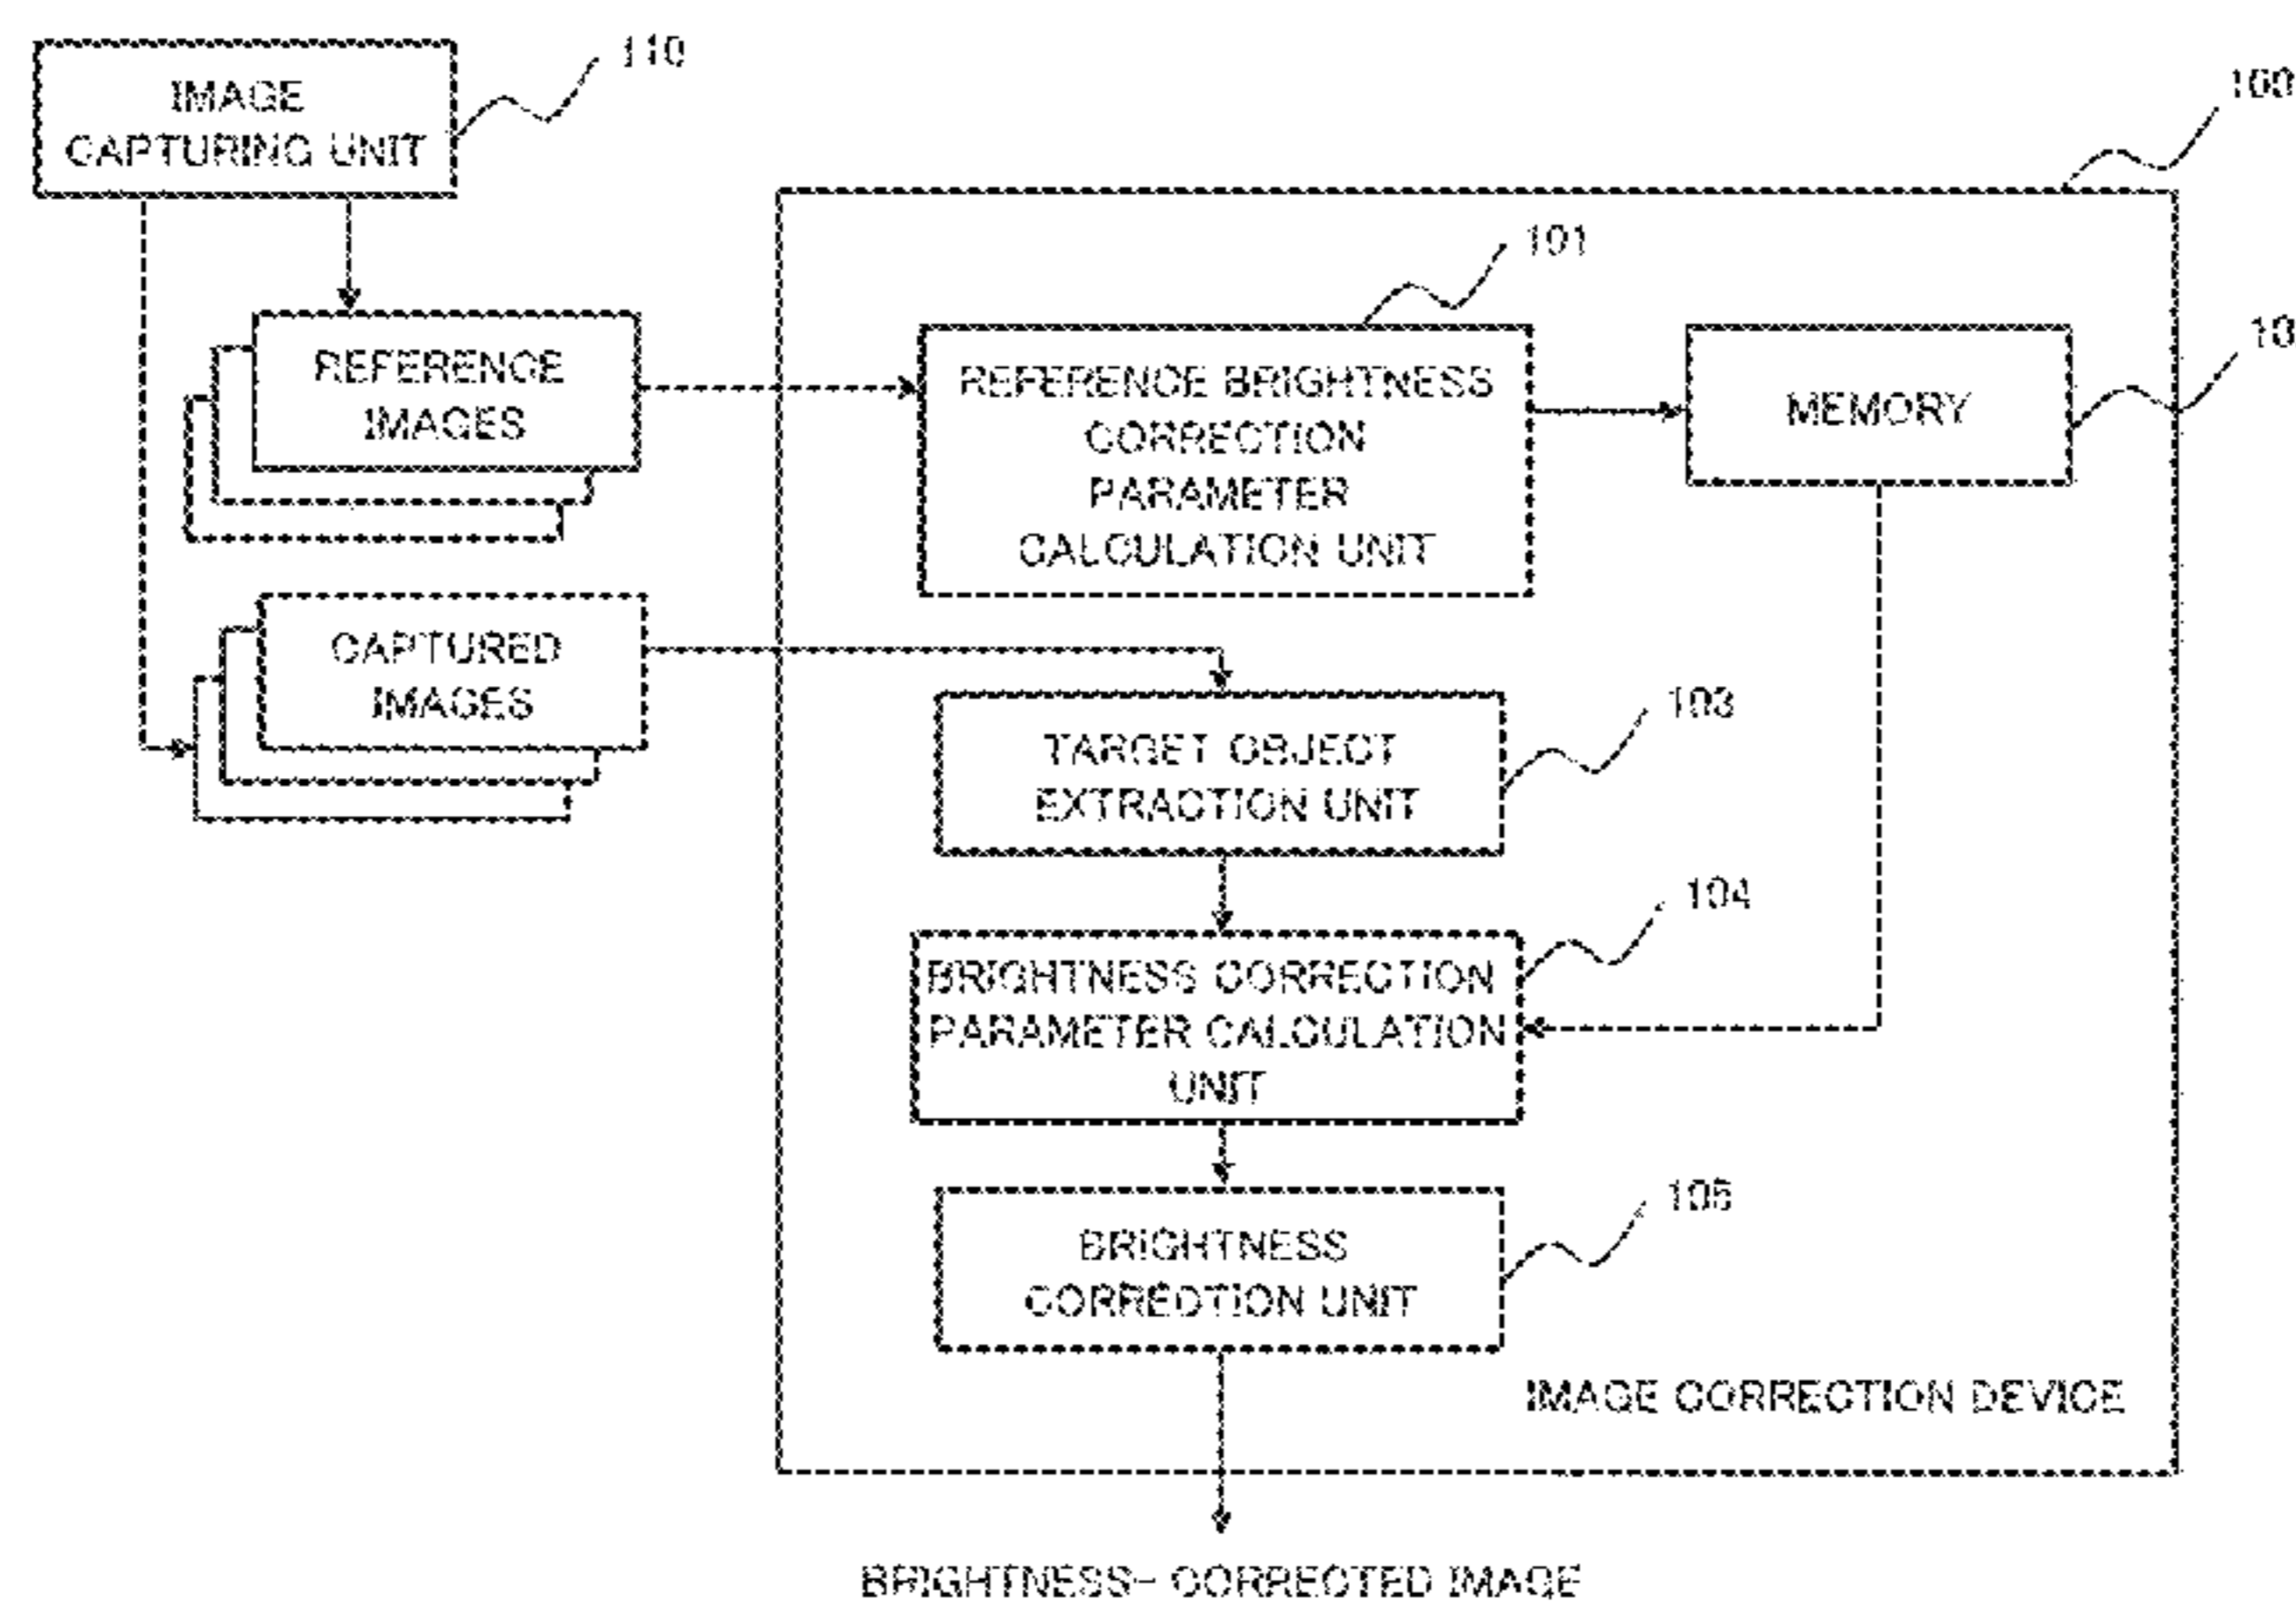 110
IMAGE
CAPTURING UNIT
100
101
10
REFERENCE
IMAGES
REFERENCE BRIGHTNESS
CORRECTION
PARAMETER
CALCULATION UNIT
MEMORY
CAPTURED
IMAGES
103
TARGET OBJECT
EXTRACTION UNIT
104
BRIGHTNESS CORRECTION
PARAMETER CALCULATION
UNIT
105
BRIGHTNESS
CORRECTION UNIT
IMAGE CORRECTION DEVICE
BRIGHTNESS- CORRECTED IMAGE